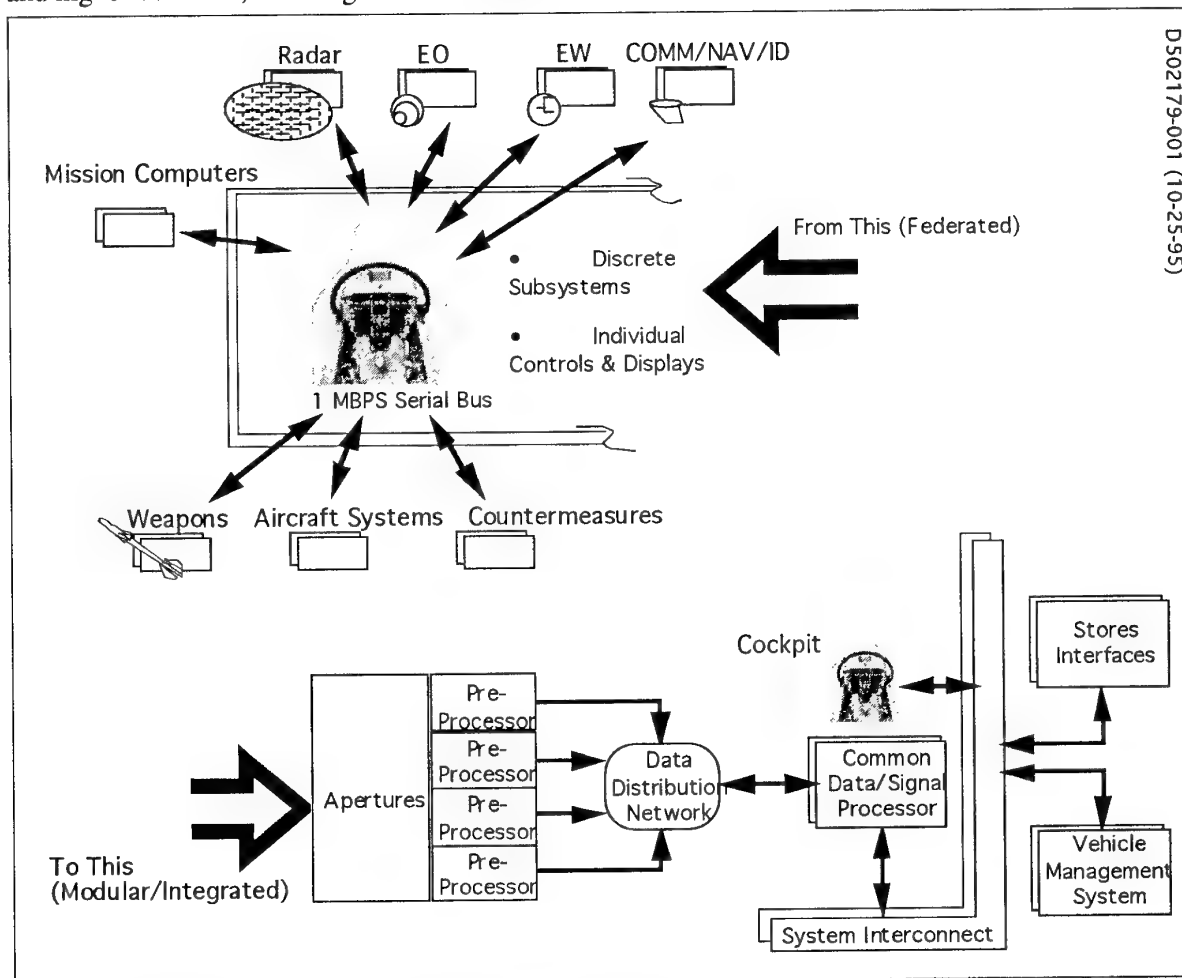 Radar
EO
EW
COMM/NAV/ID
D502179-001 (10-25-95)
Mission Computers
From This (Federated)
• Discrete
Subsystems
• Individual
Controls & Displays
1 MBPS Serial Bus
Weapons
Aircraft Systems
Countermeasures
Cockpit
Stores
Interfaces
Apertures
Pre-
Processor
Pre-
Processor
Pre-
Processor
Pre-
Processor
Data
Distribution
Network
Common
Data/Signal
Processor
Vehicle
Management
System
To This
(Modular/Integrated)
System Interconnect